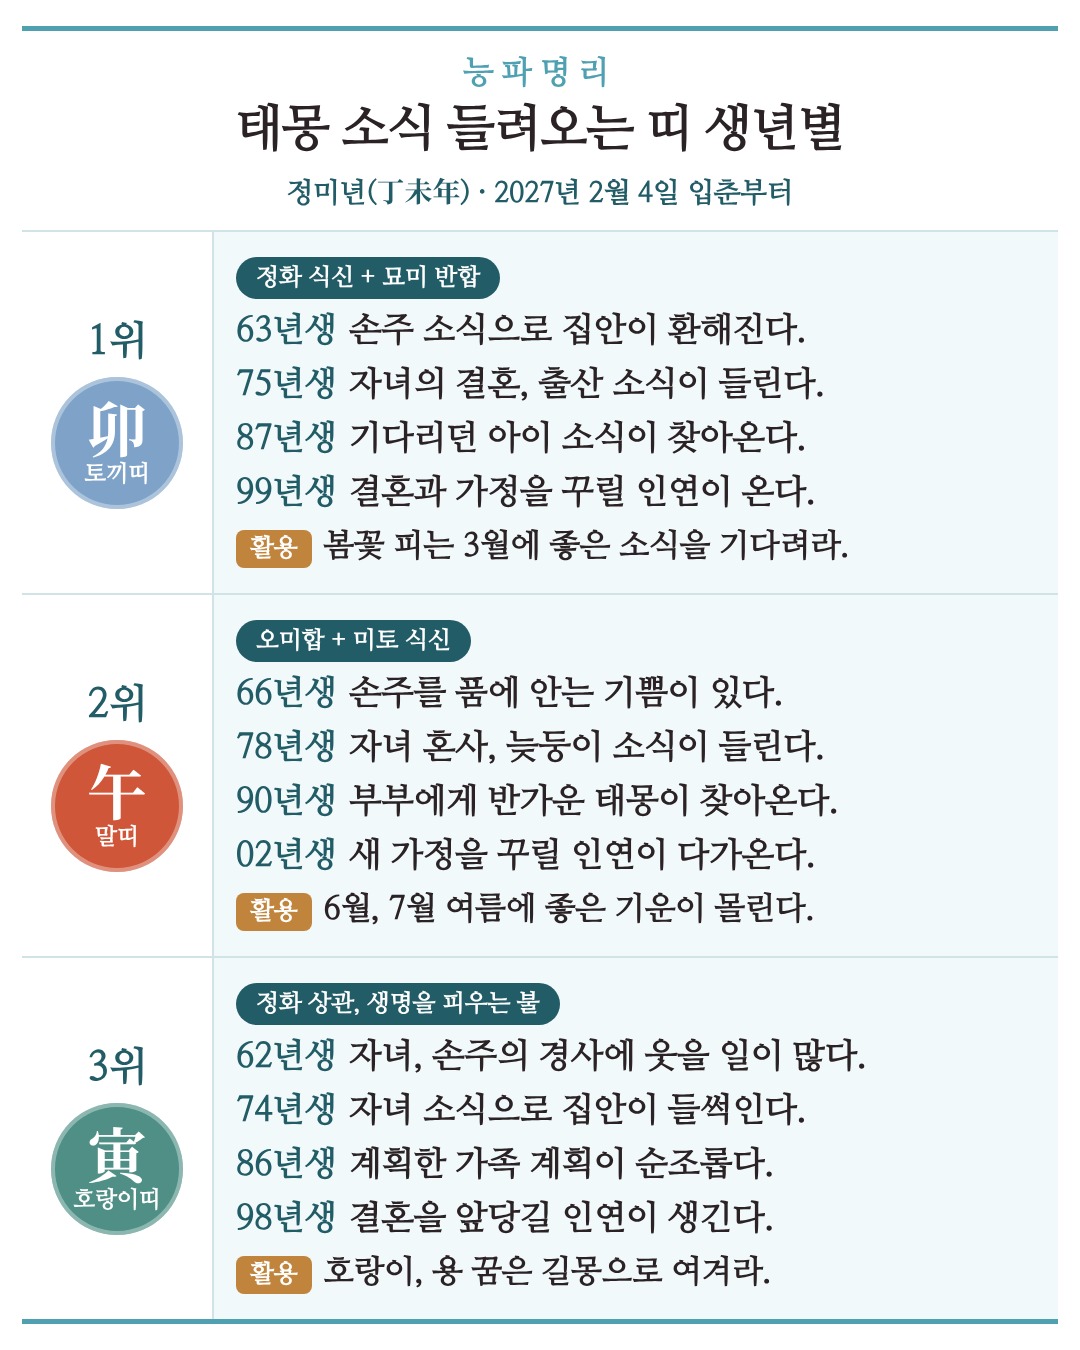 능파명리
태몽 소식 들려오는 띠 생년별
정미년(丁未年) · 2027년 2월 4일 입춘부터
1위
卯
토끼띠
정화 식신 + 묘미 반합
63년생 손주 소식으로 집안이 환해진다.
75년생 자녀의 결혼, 출산 소식이 들린다.
87년생 기다리던 아이 소식이 찾아온다.
99년생 결혼과 가정을 꾸릴 인연이 온다.
활용 봄꽃 피는 3월에 좋은 소식을 기다려라.
2위
午
말띠
오미합 + 미토 식신
66년생 손주를 품에 안는 기쁨이 있다.
78년생 자녀 혼사, 늦둥이 소식이 들린다.
90년생 부부에게 반가운 태몽이 찾아온다.
02년생 새 가정을 꾸릴 인연이 다가온다.
활용 6월, 7월 여름에 좋은 기운이 몰린다.
3위
寅
호랑이띠
정화 상관, 생명을 피우는 불
62년생 자녀, 손주의 경사에 웃을 일이 많다.
74년생 자녀 소식으로 집안이 들썩인다.
86년생 계획한 가족 계획이 순조롭다.
98년생 결혼을 앞당길 인연이 생긴다.
활용 호랑이, 용 꿈은 길몽으로 여겨라.